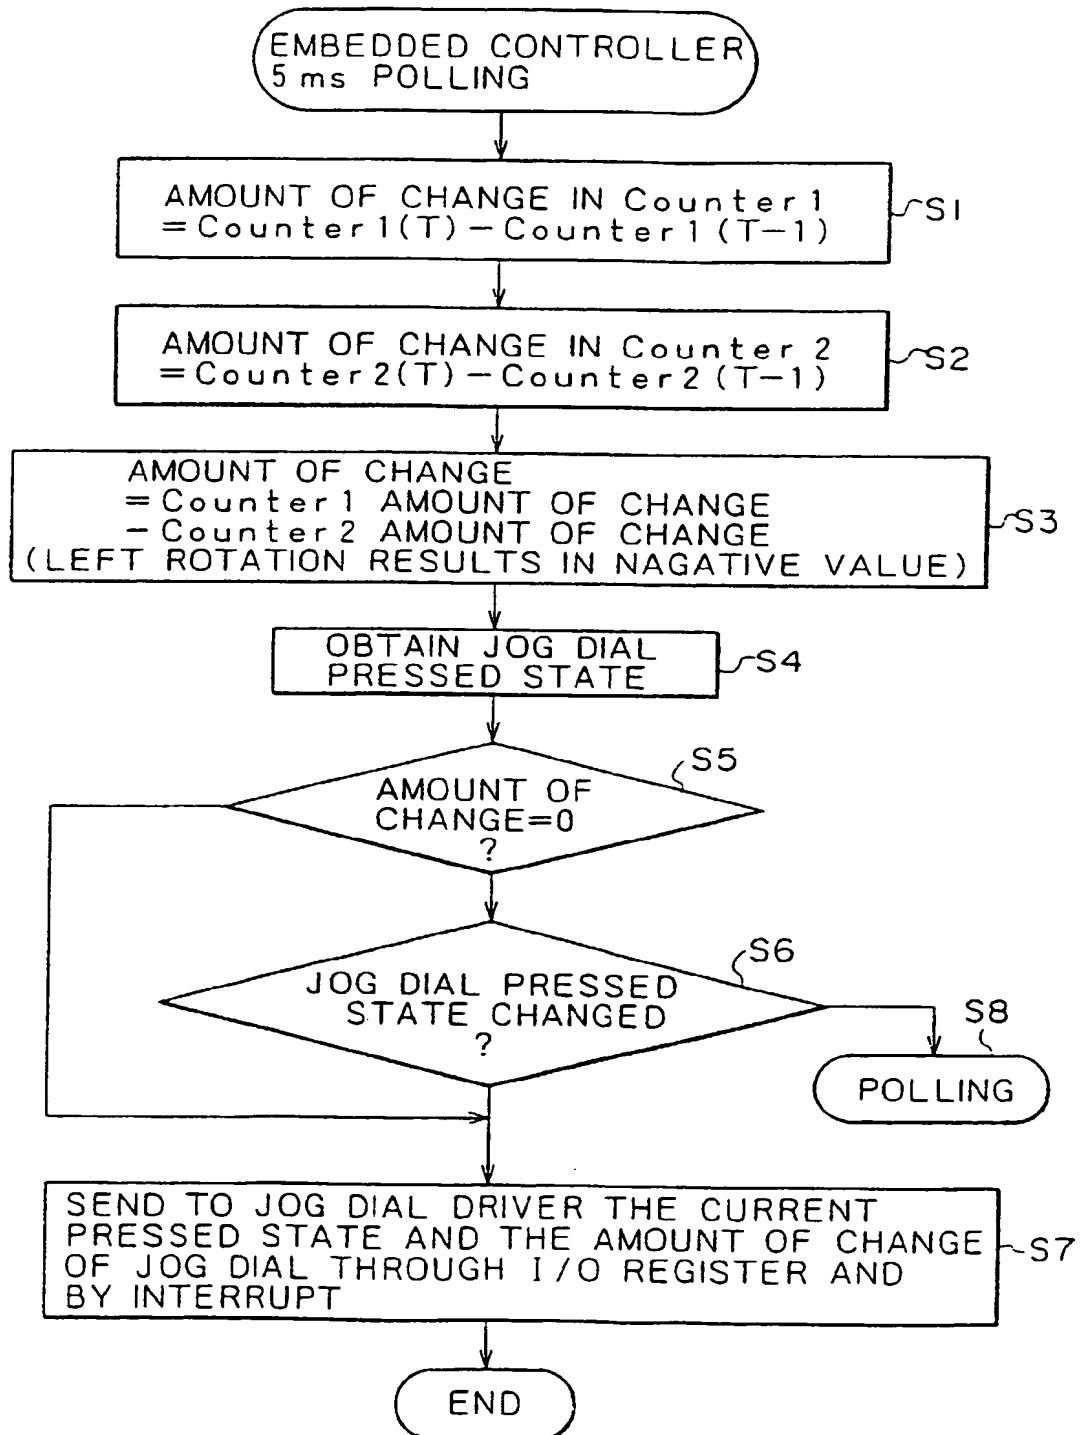 EMBEDDED CONTROLLER
5 ms POLLING
AMOUNT OF CHANGE IN Counter 1
= Counter 1 (T) - Counter 1 (T-1)
S1
AMOUNT OF CHANGE IN Counter 2
= Counter 2 (T) - Counter 2 (T-1)
S2
AMOUNT OF CHANGE
= Counter 1 AMOUNT OF CHANGE
- Counter 2 AMOUNT OF CHANGE
(LEFT ROTATION RESULTS IN NAGATIVE VALUE)
S3
OBTAIN JOG DIAL
PRESSED STATE
S4
S5
AMOUNT OF
CHANGE=0
?
S6
JOG DIAL PRESSED
STATE CHANGED
?
S8
POLLING
SEND TO JOG DIAL DRIVER THE CURRENT
PRESSED STATE AND THE AMOUNT OF CHANGE
OF JOG DIAL THROUGH I/O REGISTER AND
BY INTERRUPT
S7
END